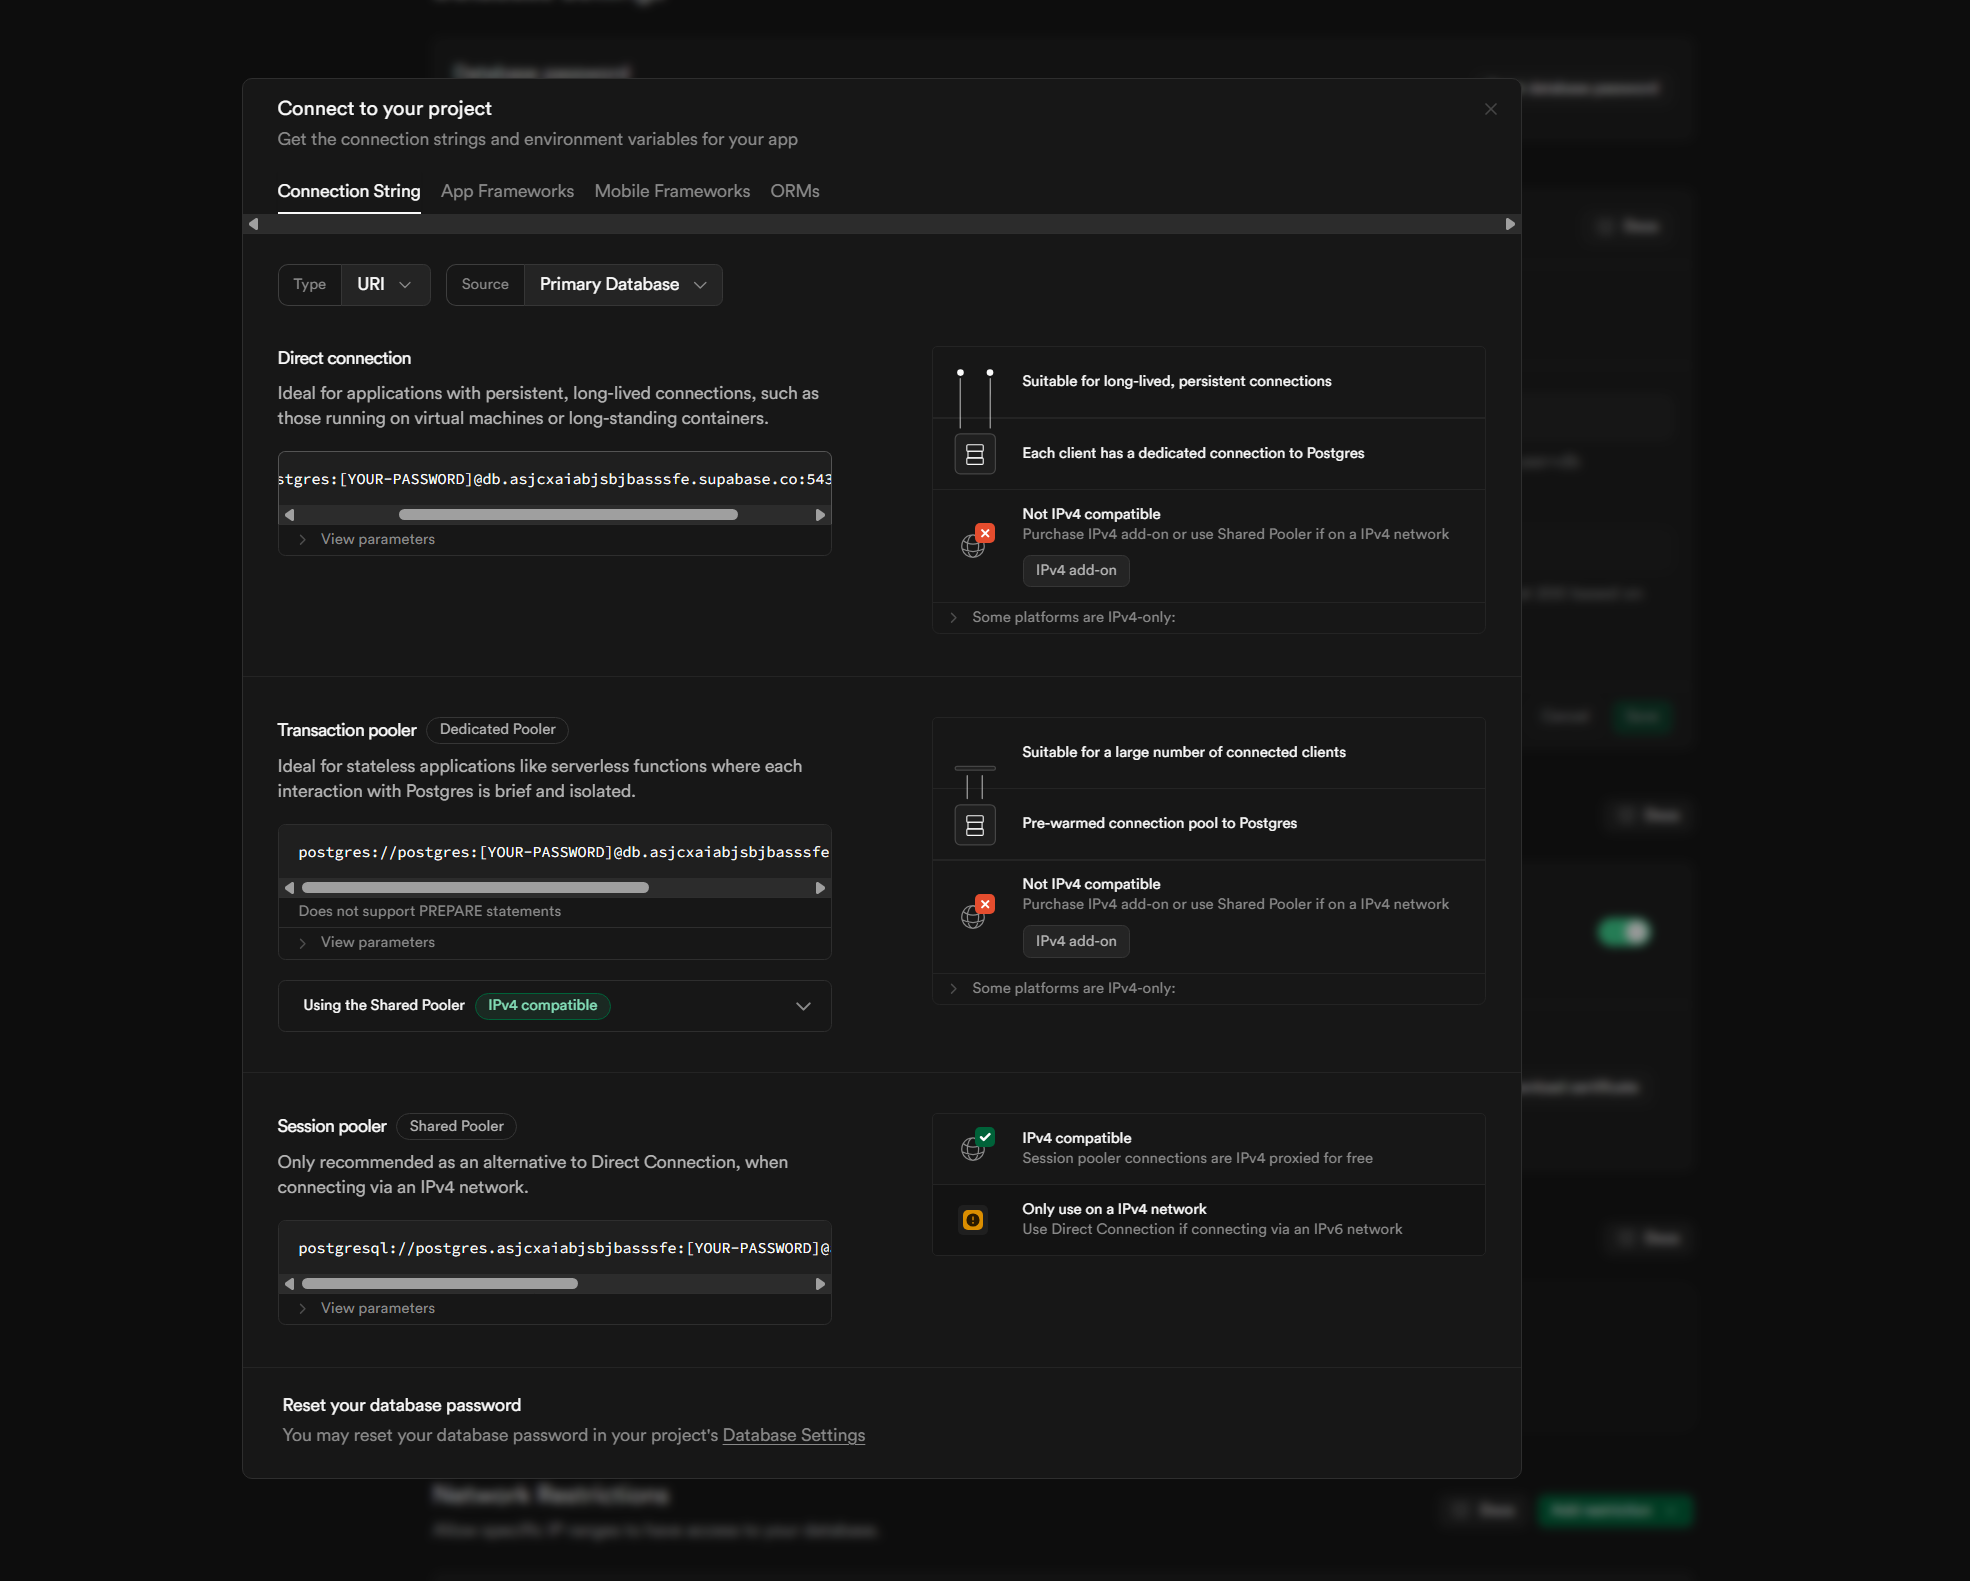 Connect to your project
Get the connection strings and environment variables for your app
Connection String App Frameworks Mobile Frameworks ORMs
Type URI Source Primary Database
Direct connection
Ideal for applications with persistent, long-lived connections, such as
those running on virtual machines or long-standing containers.
stgres:[YOUR-PASSWORD]@db.asjcxaiabjsbjbasssfe.supabase.co:543
View parameters
Suitable for long-lived, persistent connections
Each client has a dedicated connection to Postgres
Not IPv4 compatible
Purchase IPv4 add-on or use Shared Pooler if on a IPv4 network
IPv4 add-on
Some platforms are IPv4-only:
Transaction pooler Dedicated Pooler
Ideal for stateless applications like serverless functions where each
interaction with Postgres is brief and isolated.
postgres://postgres:[YOUR-PASSWORD]@db.asjcxaiabjsbjbasssfe
Does not support PREPARE statements
View parameters
Using the Shared Pooler IPv4 compatible
Suitable for a large number of connected clients
Pre-warmed connection pool to Postgres
Not IPv4 compatible
Purchase IPv4 add-on or use Shared Pooler if on a IPv4 network
IPv4 add-on
Some platforms are IPv4-only:
Session pooler Shared Pooler
Only recommended as an alternative to Direct Connection, when
connecting via an IPv4 network.
postgresql://postgres.asjcxaiabjsbjbasssfe:[YOUR-PASSWORD]@
View parameters
IPv4 compatible
Session pooler connections are IPv4 proxied for free
Only use on a IPv4 network
Use Direct Connection if connecting via an IPv6 network
Reset your database password
You may reset your database password in your project's Database Settings
Network Restrictions
Allow specific IP ranges to have access to your database.